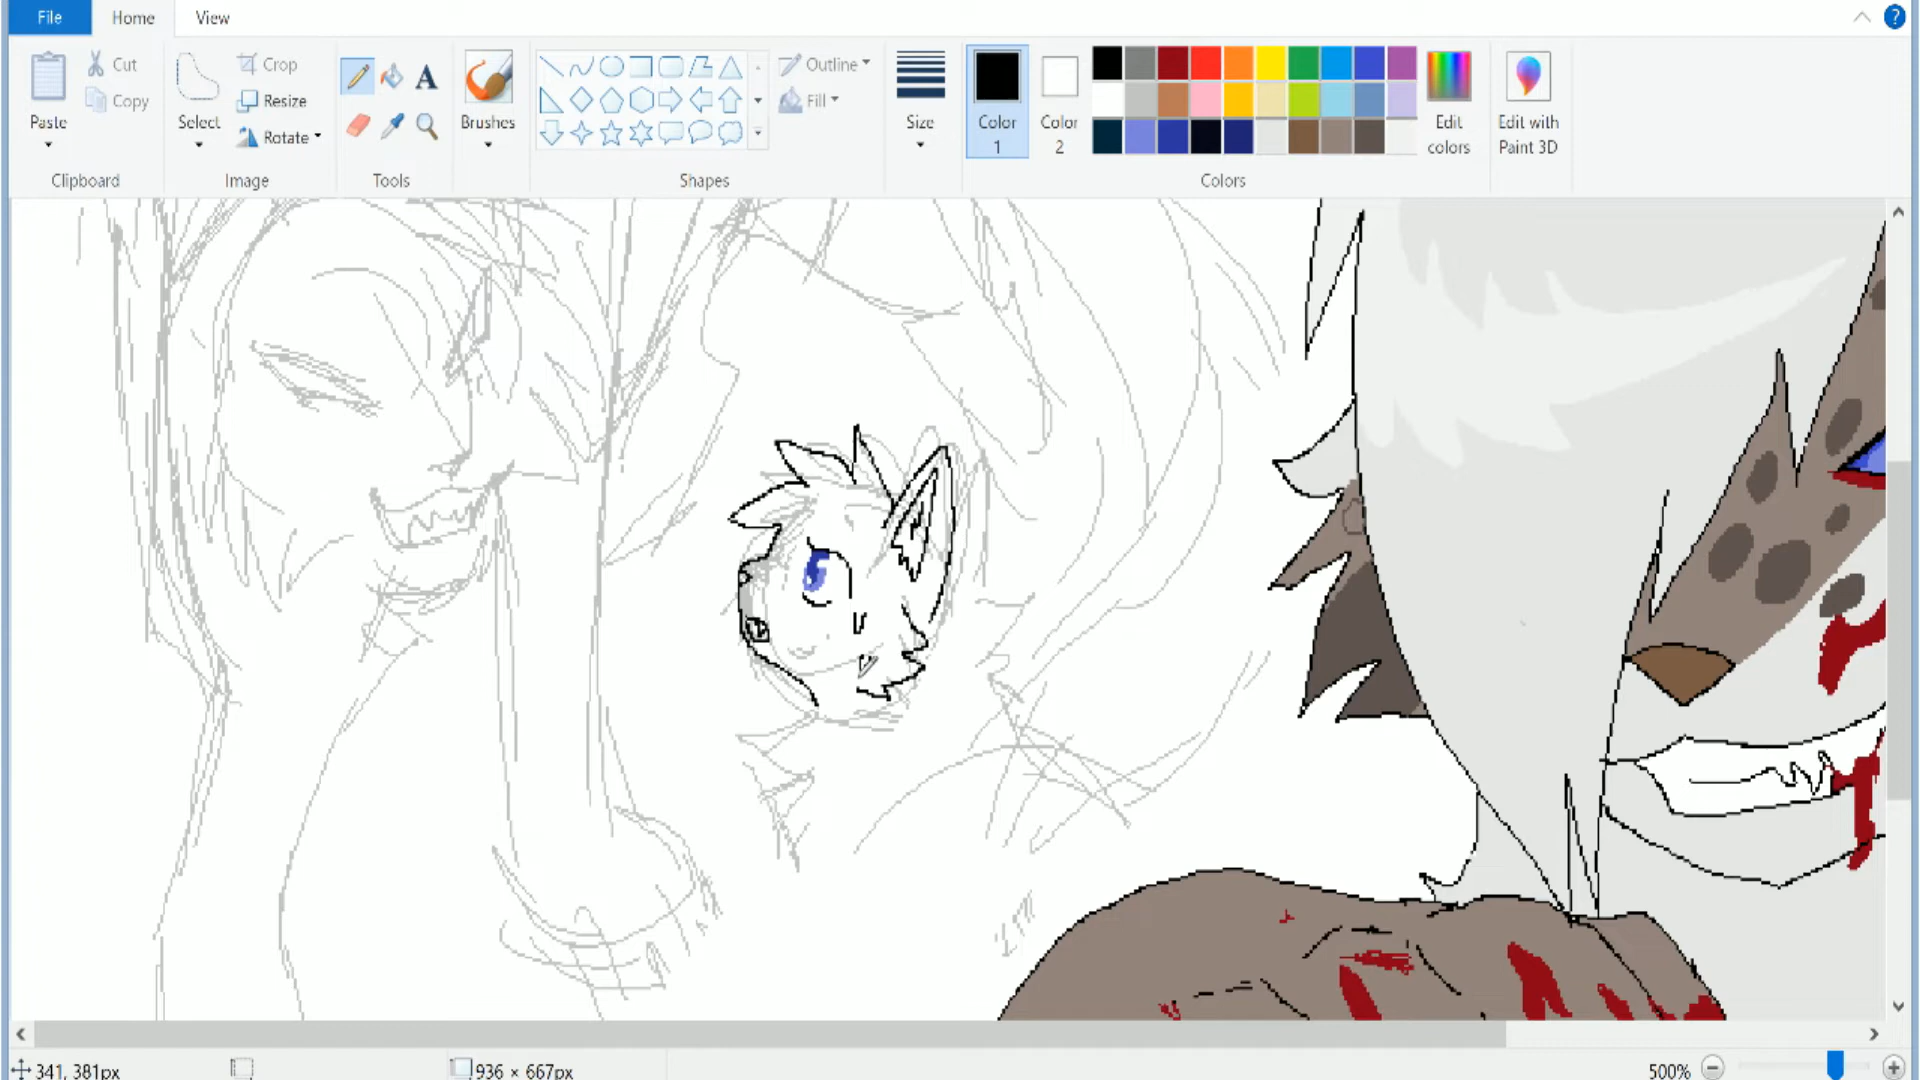 File Home View
Paste
Cut
Copy
Clipboard
Select
Crop
Resize
Rotate
Image
A
Tools
Brushes
Shapes
Outline
Fill
Size
Color
1
Color
2
Colors
Edit
colors
Edit with
Paint 3D
?
341, 381px
936 × 667px
500%